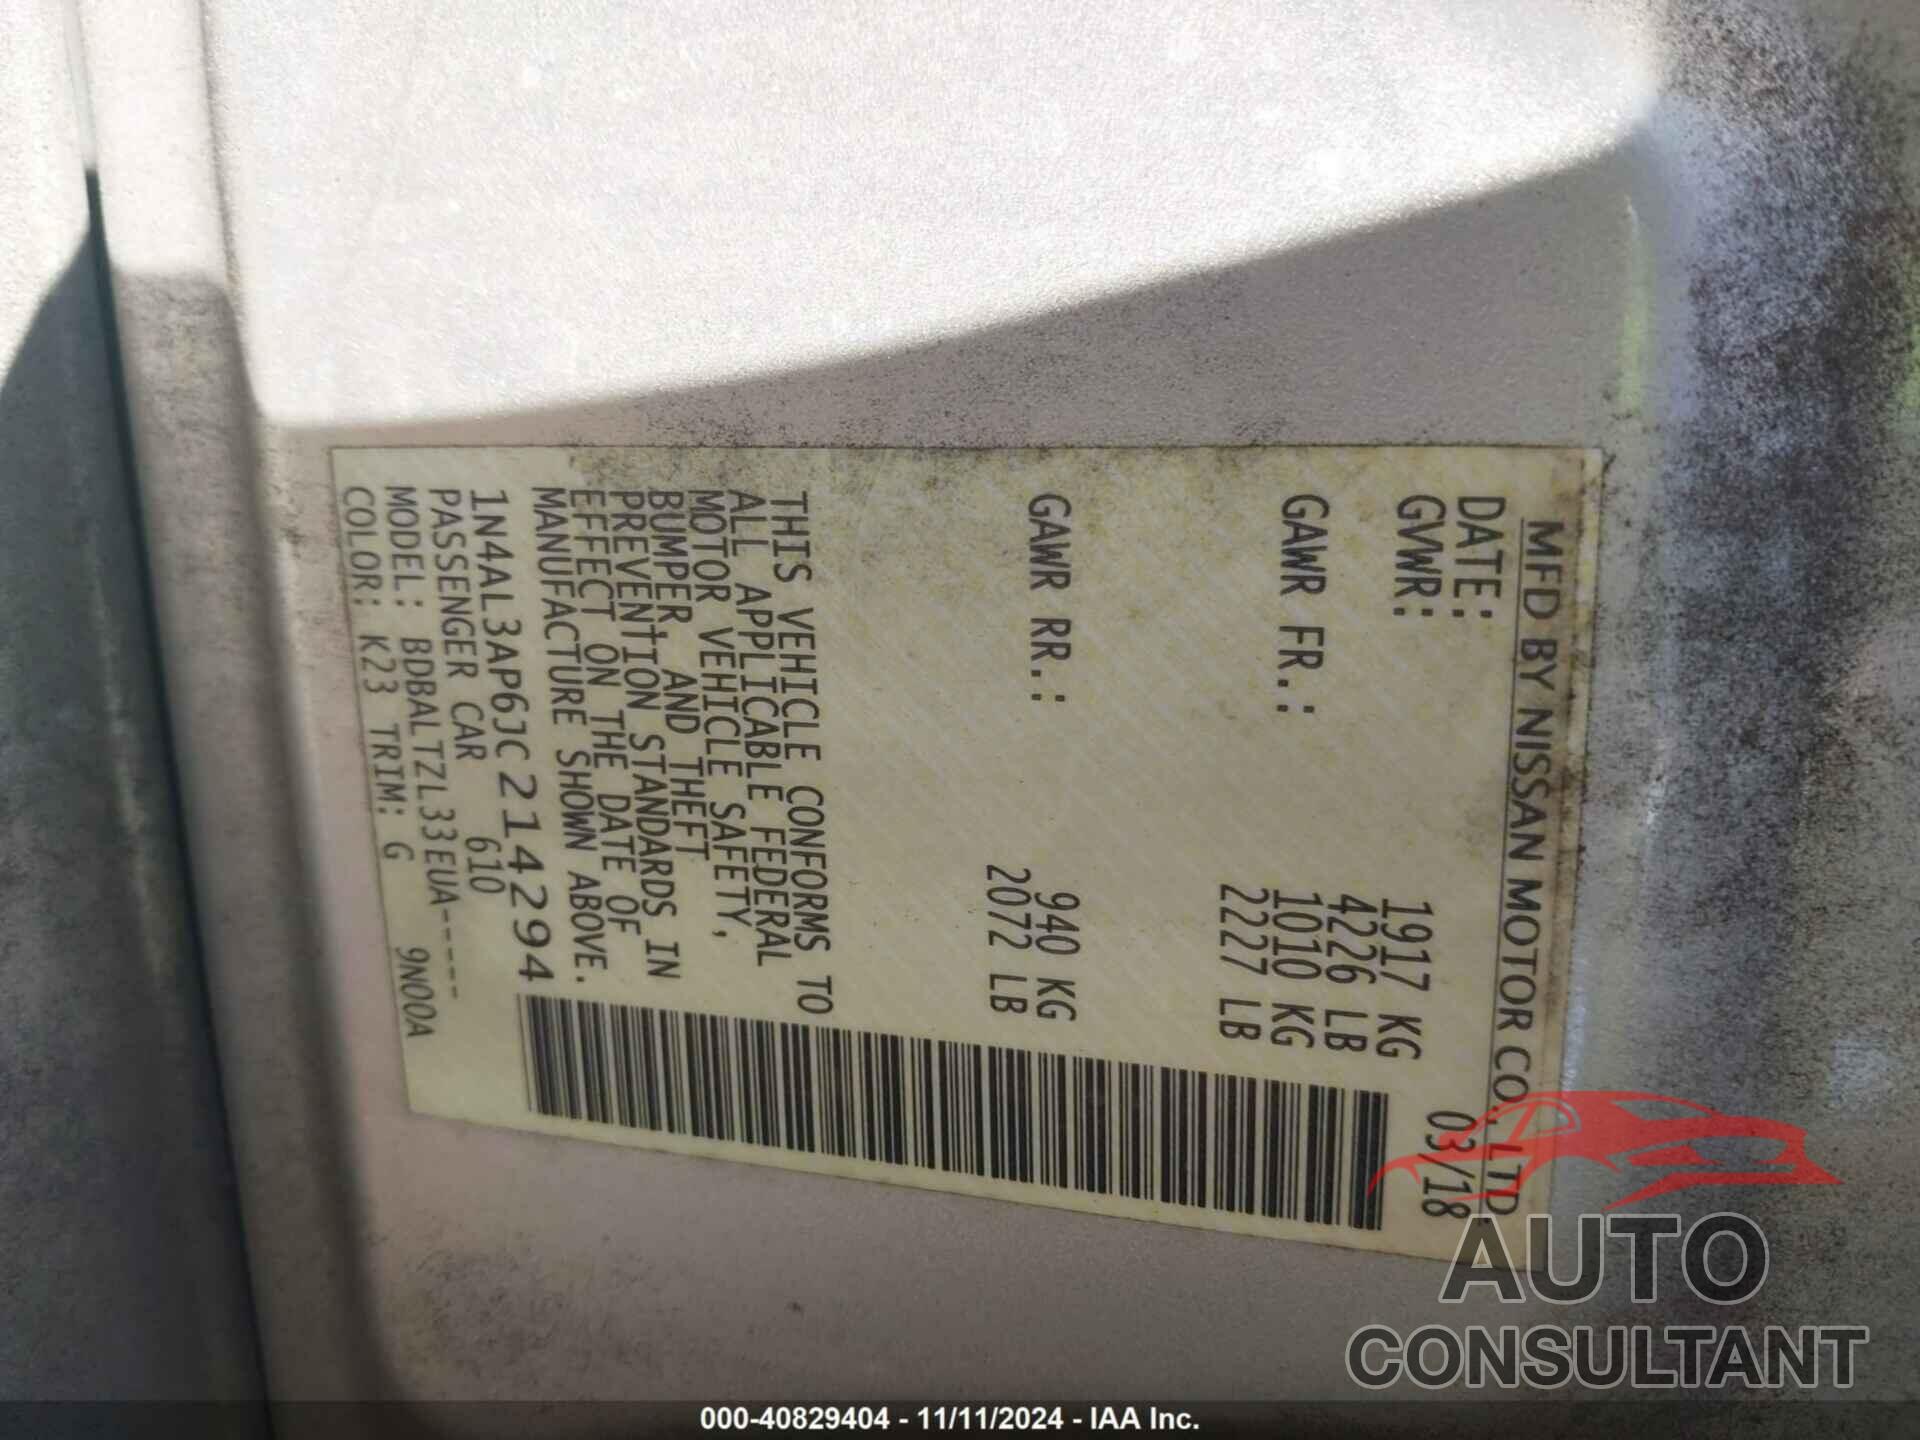 MFD BY NISSAN MOTOR CO., LTD.
DATE: 03/18
GVWR: 1917 KG
4226 LB
GAWR FR.: 1010 KG
2227 LB
GAWR RR.: 940 KG
2072 LB
THIS VEHICLE CONFORMS TO
ALL APPLICABLE FEDERAL
MOTOR VEHICLE SAFETY,
BUMPER, AND THEFT
PREVENTION STANDARDS IN
EFFECT ON THE DATE OF
MANUFACTURE SHOWN ABOVE.
1N4AL3AP6JC214294
PASSENGER CAR 610
MODEL: BDBALTZL33EUA-----
COLOR: K23 TRIM: G 9N00A
AUTO
CONSULTANT
000-40829404 - 11/11/2024 - IAA Inc.